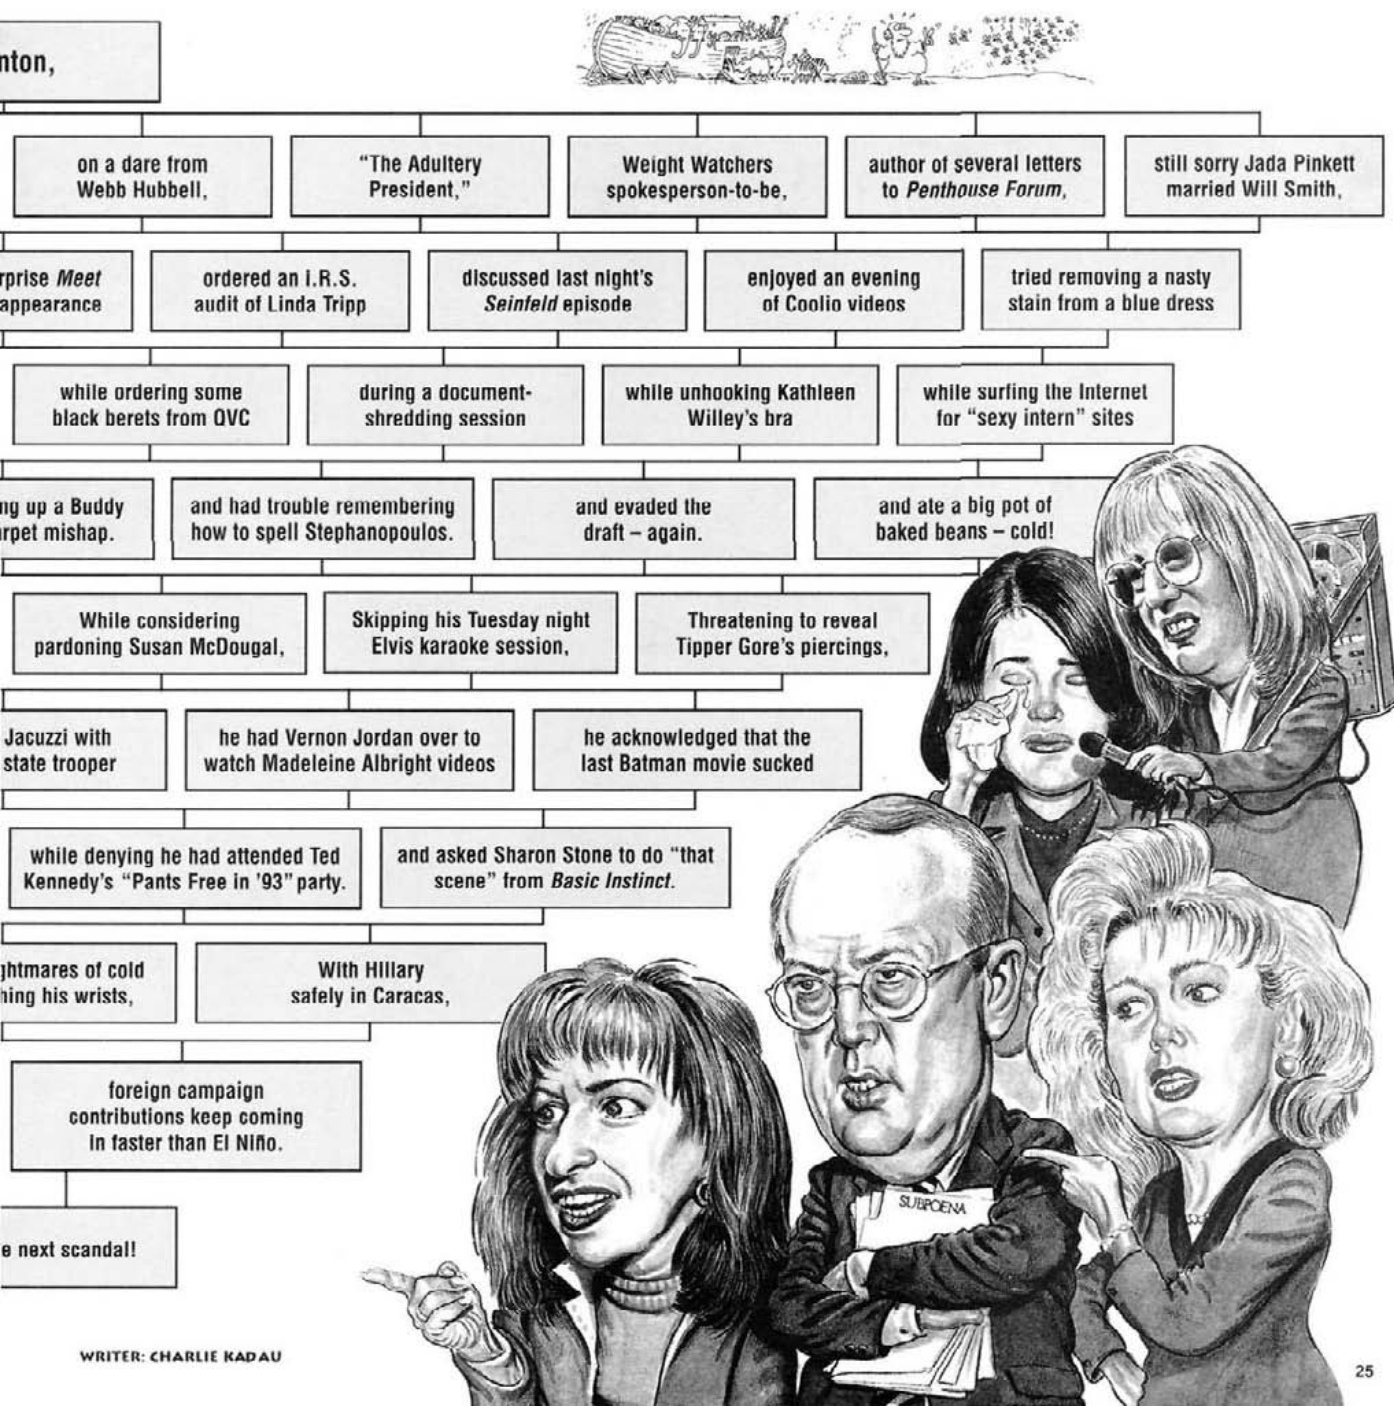 nton,
on a dare from
Webb Hubbell,
"The Adultery
President,"
Weight Watchers
spokesperson-to-be,
author of several letters
to Penthouse Forum,
still sorry Jada Pinkett
married Will Smith,
rprise Meet
appearance
ordered an I.R.S.
audit of Linda Tripp
discussed last night's
Seinfeld episode
enjoyed an evening
of Coolio videos
tried removing a nasty
stain from a blue dress
while ordering some
black berets from QVC
during a document-
shredding session
while unhooking Kathleen
Willey's bra
while surfing the Internet
for "sexy intern" sites
ng up a Buddy
arpet mishap.
and had trouble remembering
how to spell Stephanopoulos.
and evaded the
draft – again.
and ate a big pot of
baked beans – cold!
While considering
pardoning Susan McDougal,
Skipping his Tuesday night
Elvis karaoke session,
Threatening to reveal
Tipper Gore's piercings,
Jacuzzi with
state trooper
he had Vernon Jordan over to
watch Madeleine Albright videos
he acknowledged that the
last Batman movie sucked
while denying he had attended Ted
Kennedy's "Pants Free in '93" party.
and asked Sharon Stone to do "that
scene" from Basic Instinct.
ghtmares of cold
hing his wrists,
With Hillary
safely in Caracas,
foreign campaign
contributions keep coming
in faster than El Niño.
SUBPOENA
e next scandal!
WRITER: CHARLIE KADAU
25